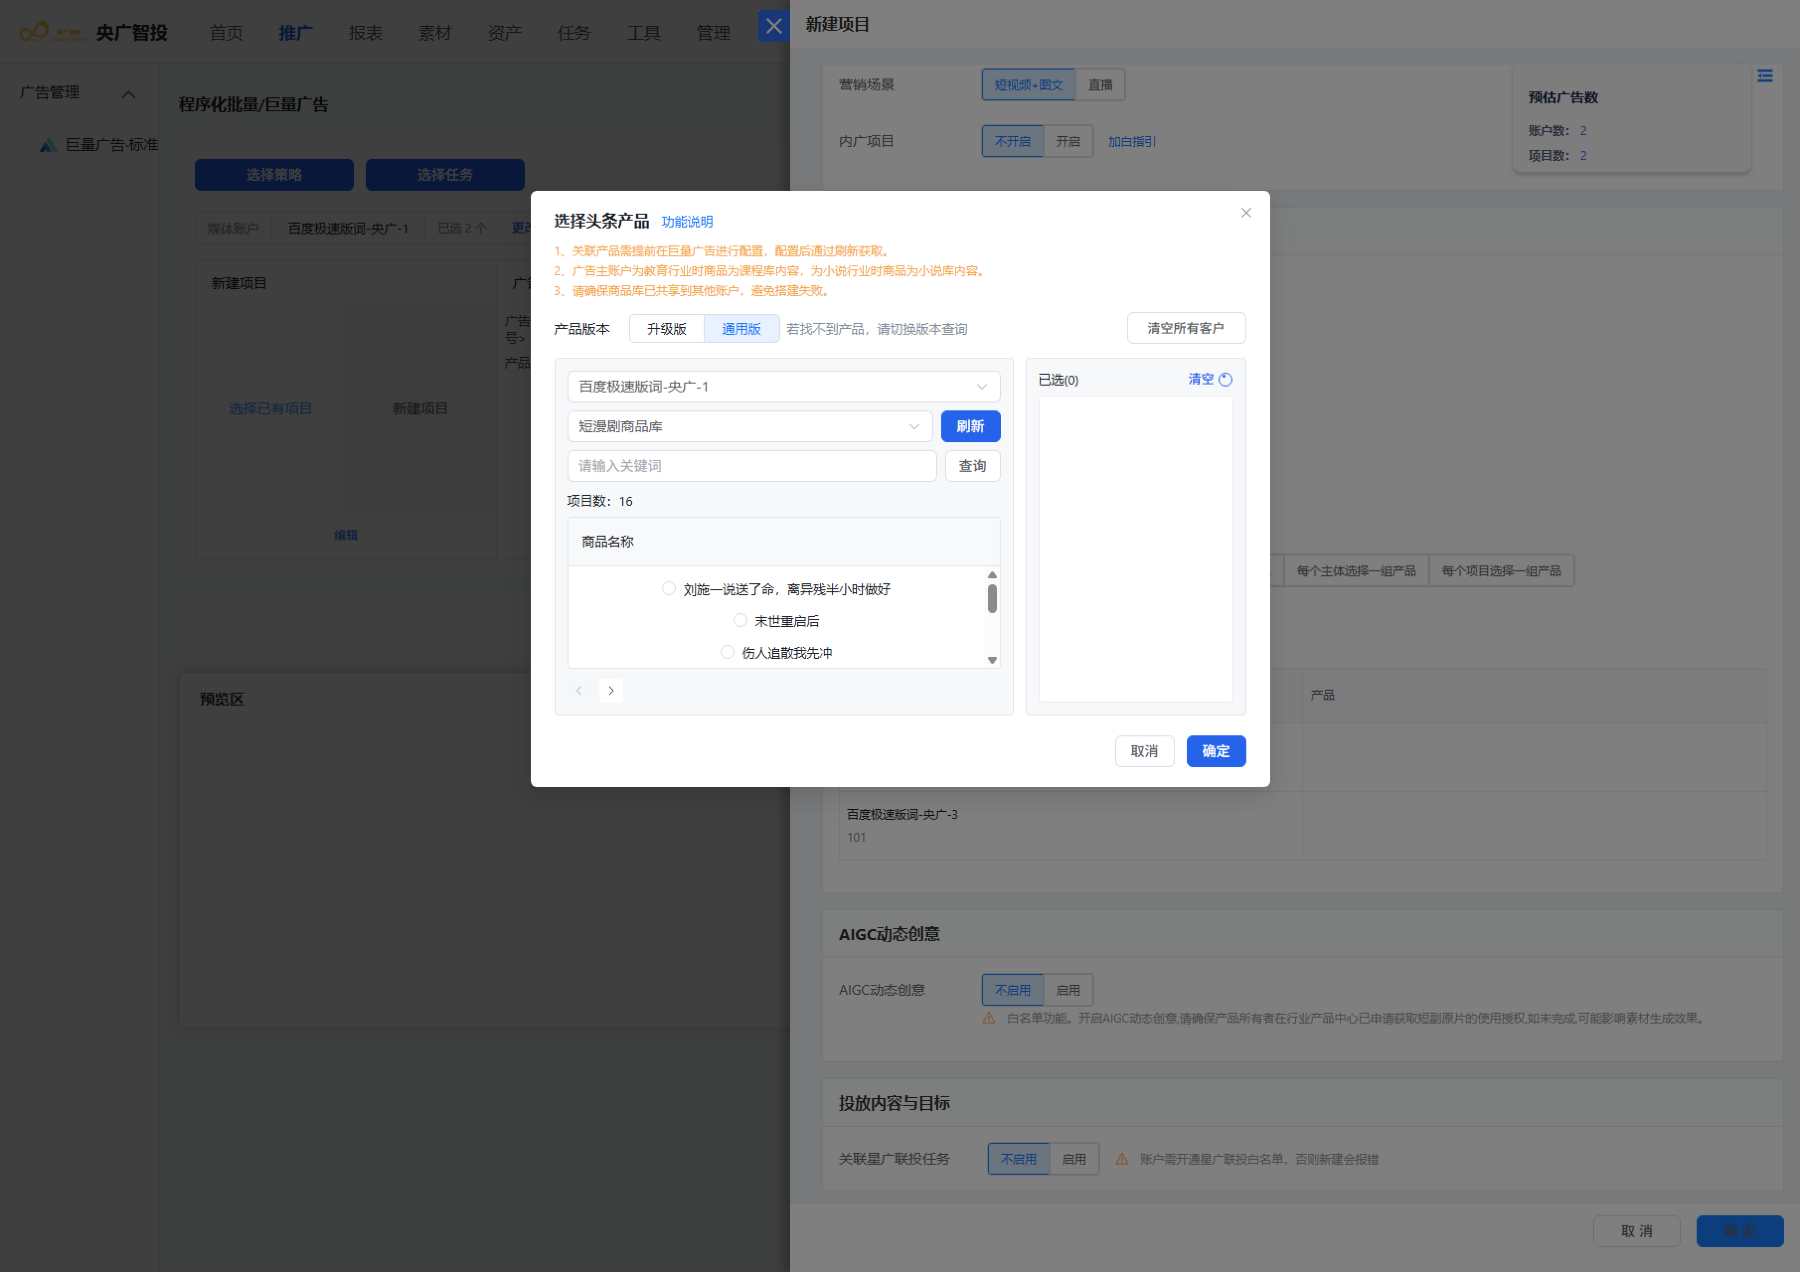 央广智投
首页 推广 报表 素材 资产 任务 工具 管理
新建项目
广告管理
巨量广告-标准
程序化批量/巨量广告
选择策略 选择任务
媒体账户 百度极速版词-央广-1 已选 2 个
新建项目
选择已有项目 新建项目
编辑
广告
号>
产品
预览区
营销场景 短视频+图文 直播
内广项目 不开启 开启 加白指引
预估广告数
账户数： 2
项目数： 2
选择头条产品 功能说明
1、关联产品需提前在巨量广告进行配置，配置后通过刷新获取。
2、广告主账户为教育行业时商品为课程库内容，为小说行业时商品为小说库内容。
3、请确保商品库已共享到其他账户，避免搭建失败。
产品版本 升级版 通用版 若找不到产品，请切换版本查询 清空所有客户
百度极速版词-央广-1
短漫剧商品库 刷新
请输入关键词 查询
项目数：16
商品名称
刘施一说送了命，离异残半小时做好
末世重启后
伤人追散我先冲
已选(0) 清空
取消 确定
每个主体选择一组产品 每个项目选择一组产品
产品
百度极速版词-央广-3
101
AIGC动态创意
AIGC动态创意 不启用 启用
白名单功能。开启AIGC动态创意,请确保产品所有者在行业产品中心已申请获取短副原片的使用授权,如未完成,可能影响素材生成效果。
投放内容与目标
关联星广联投任务 不启用 启用 账户需开通星广联投白名单，否则新建会报错
取 消 确 定